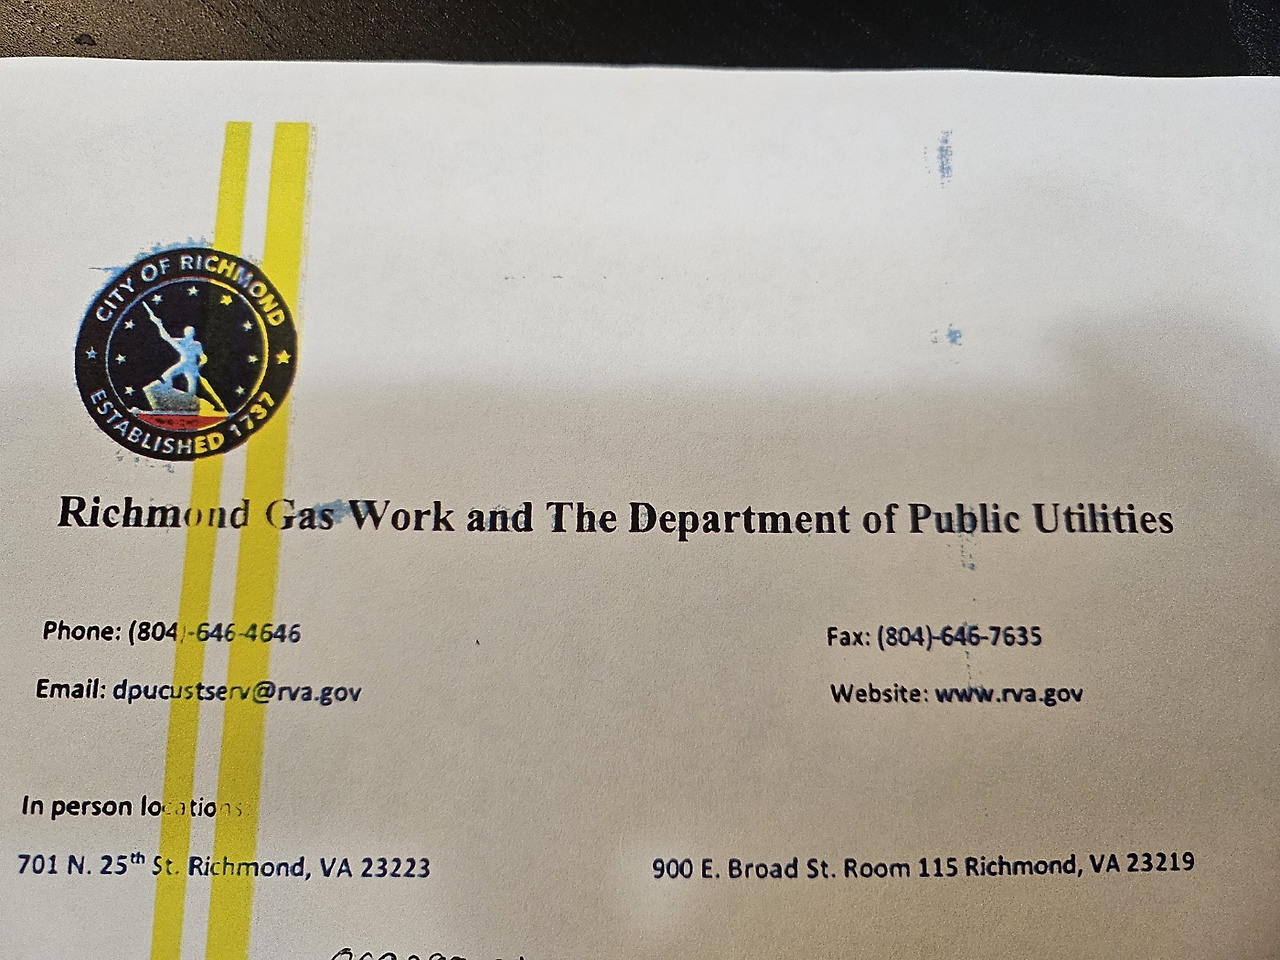 CITY OF RICHMOND
ESTABLISHED 1737
Richmond Gas Work and The Department of Public Utilities
Phone: (804)-646-4646
Fax: (804)-646-7635
Email: dpucustserv@rva.gov
Website: www.rva.gov
In person locations:
701 N. 25th St. Richmond, VA 23223
900 E. Broad St. Room 115 Richmond, VA 23219